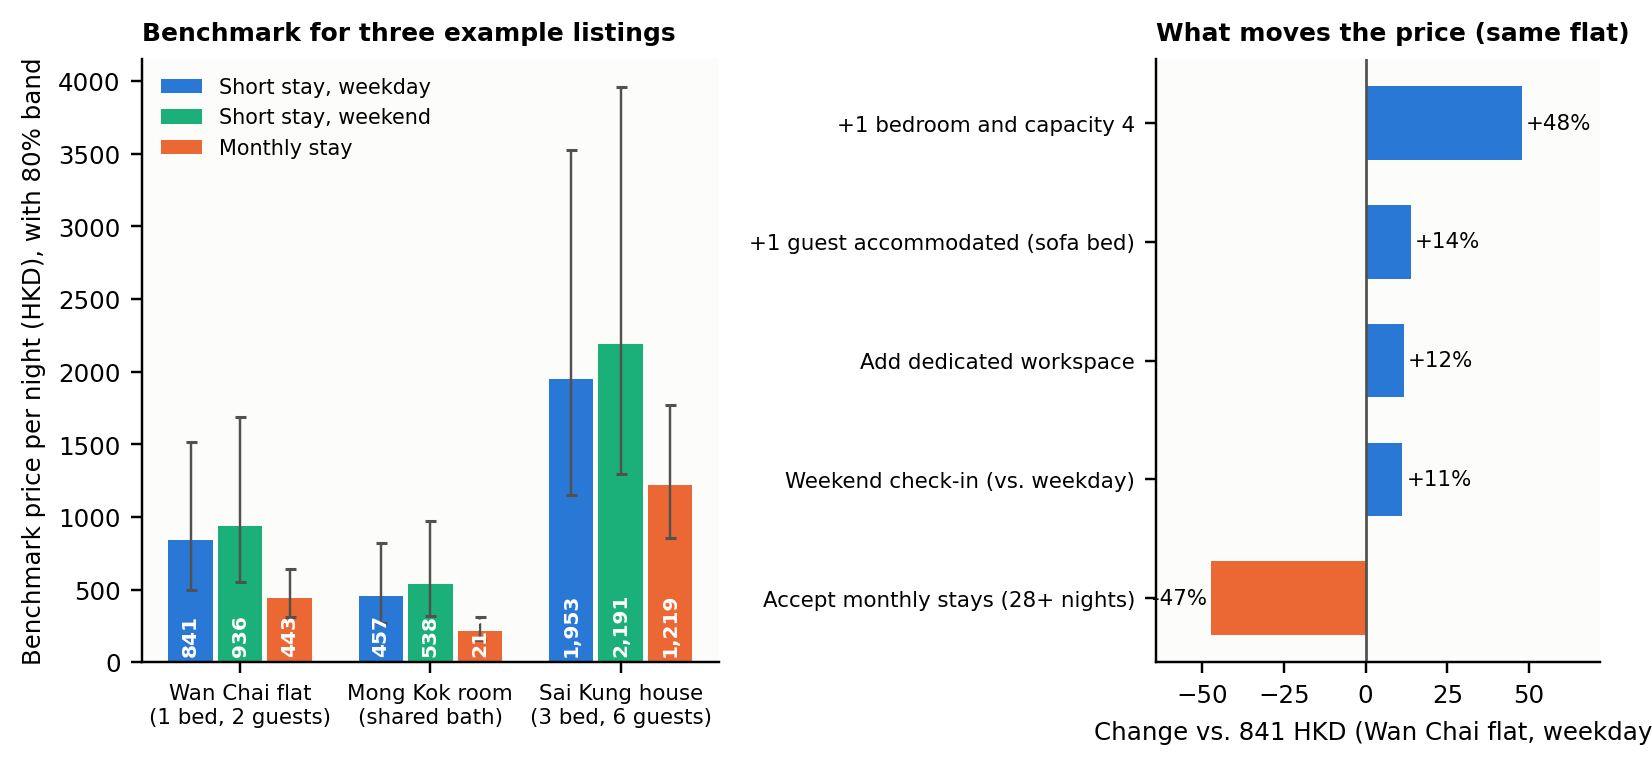 Benchmark for three example listings
Benchmark price per night (HKD), with 80% band
4000
3500
3000
2500
2000
1500
1000
500
0
Short stay, weekday
Short stay, weekend
Monthly stay
841
936
443
457
538
1,953
2,191
1,219
Wan Chai flat
(1 bed, 2 guests)
Mong Kok room
(shared bath)
Sai Kung house
(3 bed, 6 guests)
What moves the price (same flat)
+1 bedroom and capacity 4
+48%
+1 guest accommodated (sofa bed)
+14%
Add dedicated workspace
+12%
Weekend check-in (vs. weekday)
+11%
Accept monthly stays (28+ nights)
-47%
−50
−25
0
25
50
Change vs. 841 HKD (Wan Chai flat, weekday